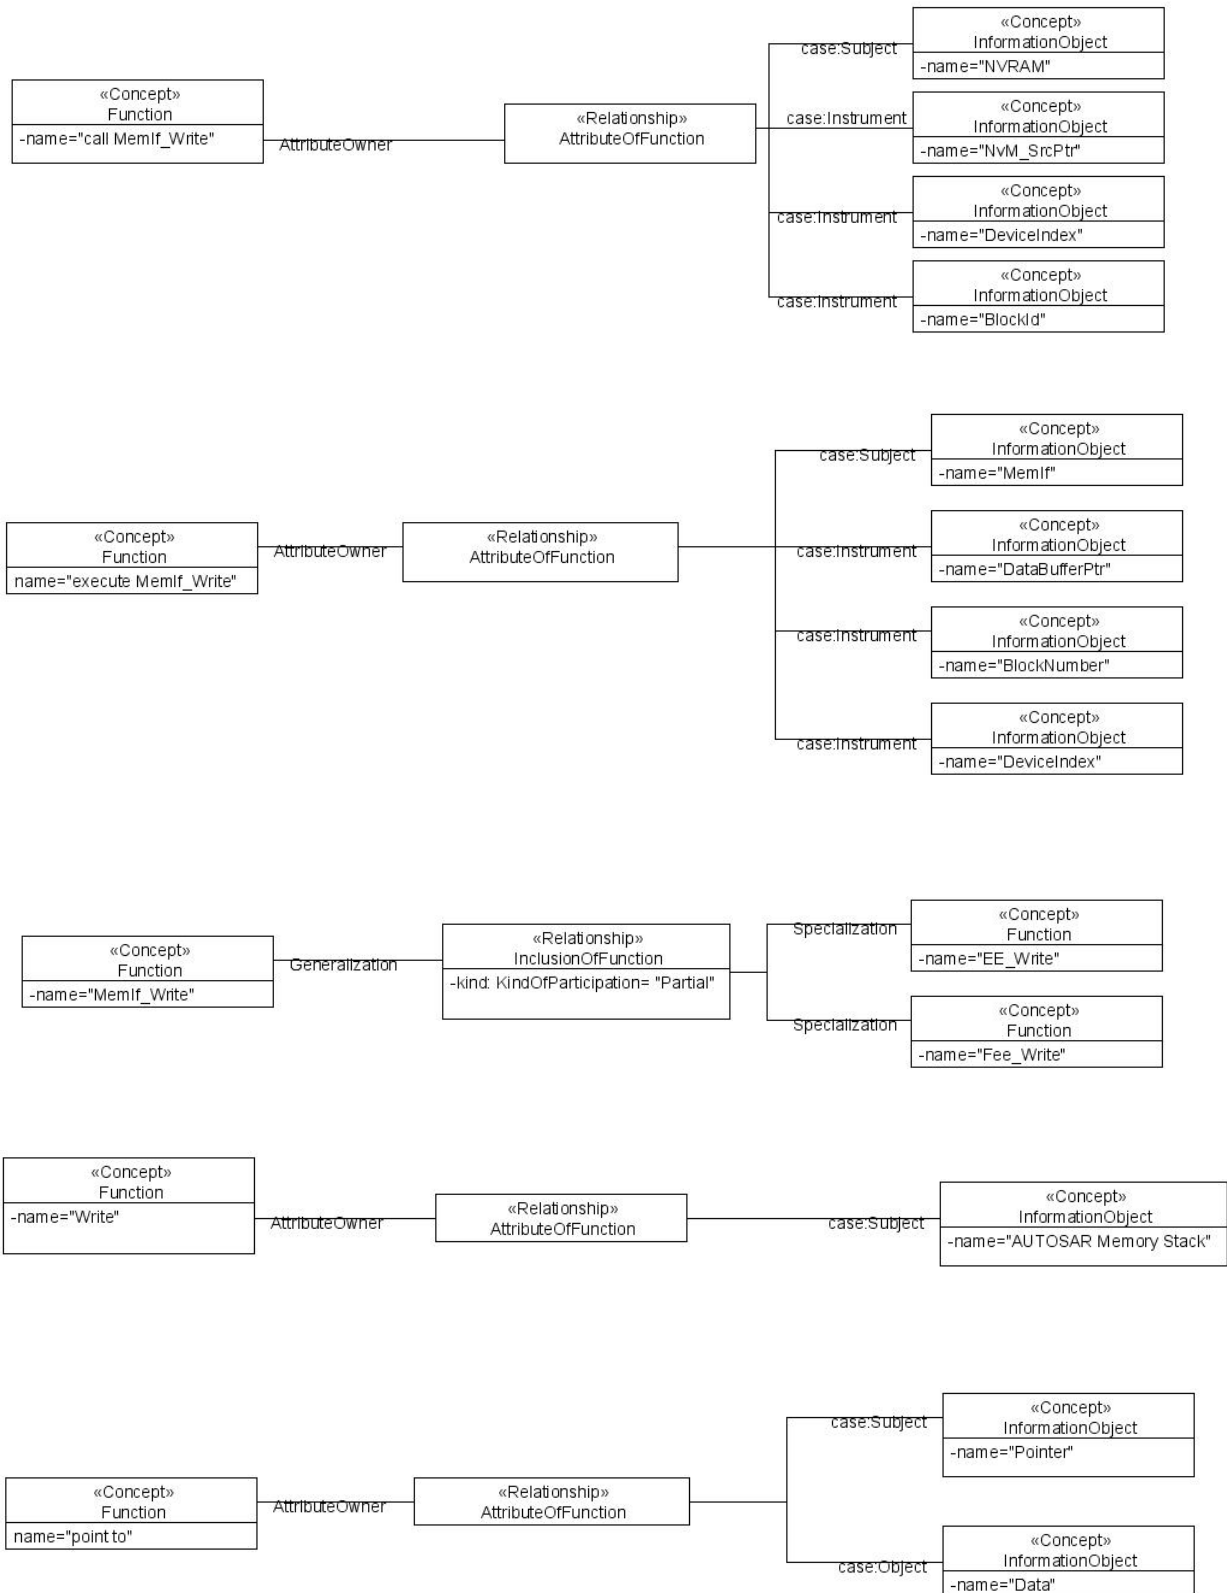 «Concept»
InformationObject
case:Subject
-name="NVRAM"
«Concept»
Function
-name="call MemIf_Write"
AttributeOwner
«Relationship»
AttributeOfFunction
«Concept»
InformationObject
case:Instrument
-name="NvM_SrcPtr"
«Concept»
InformationObject
case:Instrument
-name="DeviceIndex"
«Concept»
InformationObject
case:Instrument
-name="BlockId"
«Concept»
InformationObject
case:Subject
-name="MemIf"
«Concept»
Function
name="execute MemIf_Write"
AttributeOwner
«Relationship»
AttributeOfFunction
«Concept»
InformationObject
case:Instrument
-name="DataBufferPtr"
«Concept»
InformationObject
case:Instrument
-name="BlockNumber"
«Concept»
InformationObject
case:Instrument
-name="DeviceIndex"
«Concept»
Function
-name="MemIf_Write"
Generalization
«Relationship»
InclusionOfFunction
-kind: KindOfParticipation= "Partial"
Specialization
«Concept»
Function
-name="EE_Write"
Specialization
«Concept»
Function
-name="Fee_Write"
«Concept»
Function
-name="Write"
AttributeOwner
«Relationship»
AttributeOfFunction
case:Subject
«Concept»
InformationObject
-name="AUTOSAR Memory Stack"
«Concept»
Function
name="point to"
AttributeOwner
«Relationship»
AttributeOfFunction
case:Subject
«Concept»
InformationObject
-name="Pointer"
case:Object
«Concept»
InformationObject
-name="Data"